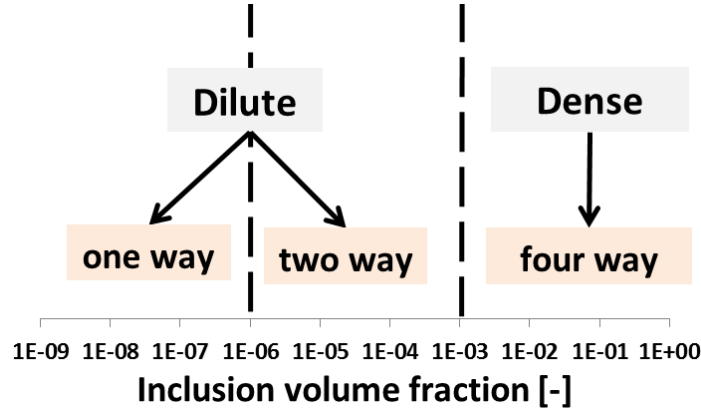 Dilute Dense
one way two way four way
1E-09 1E-08 1E-07 1E-06 1E-05 1E-04 1E-03 1E-02 1E-01 1E+00
Inclusion volume fraction [-]